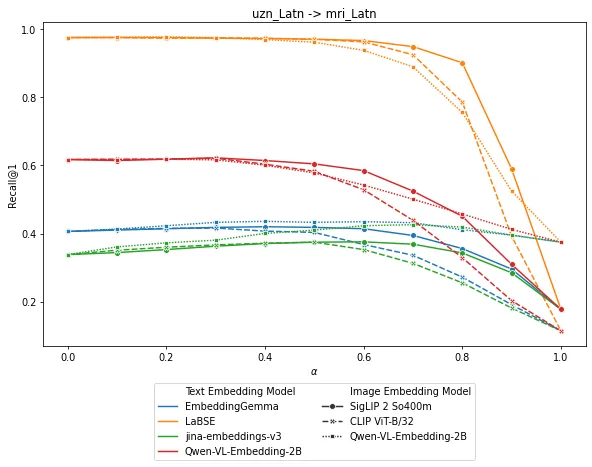 uzn_Latn -> mri_Latn
Recall@1
1.0
0.8
0.6
0.4
0.2
0.0 0.2 0.4 0.6 0.8 1.0
α
Text Embedding Model
EmbeddingGemma
LaBSE
jina-embeddings-v3
Qwen-VL-Embedding-2B
Image Embedding Model
SigLIP 2 So400m
CLIP ViT-B/32
Qwen-VL-Embedding-2B